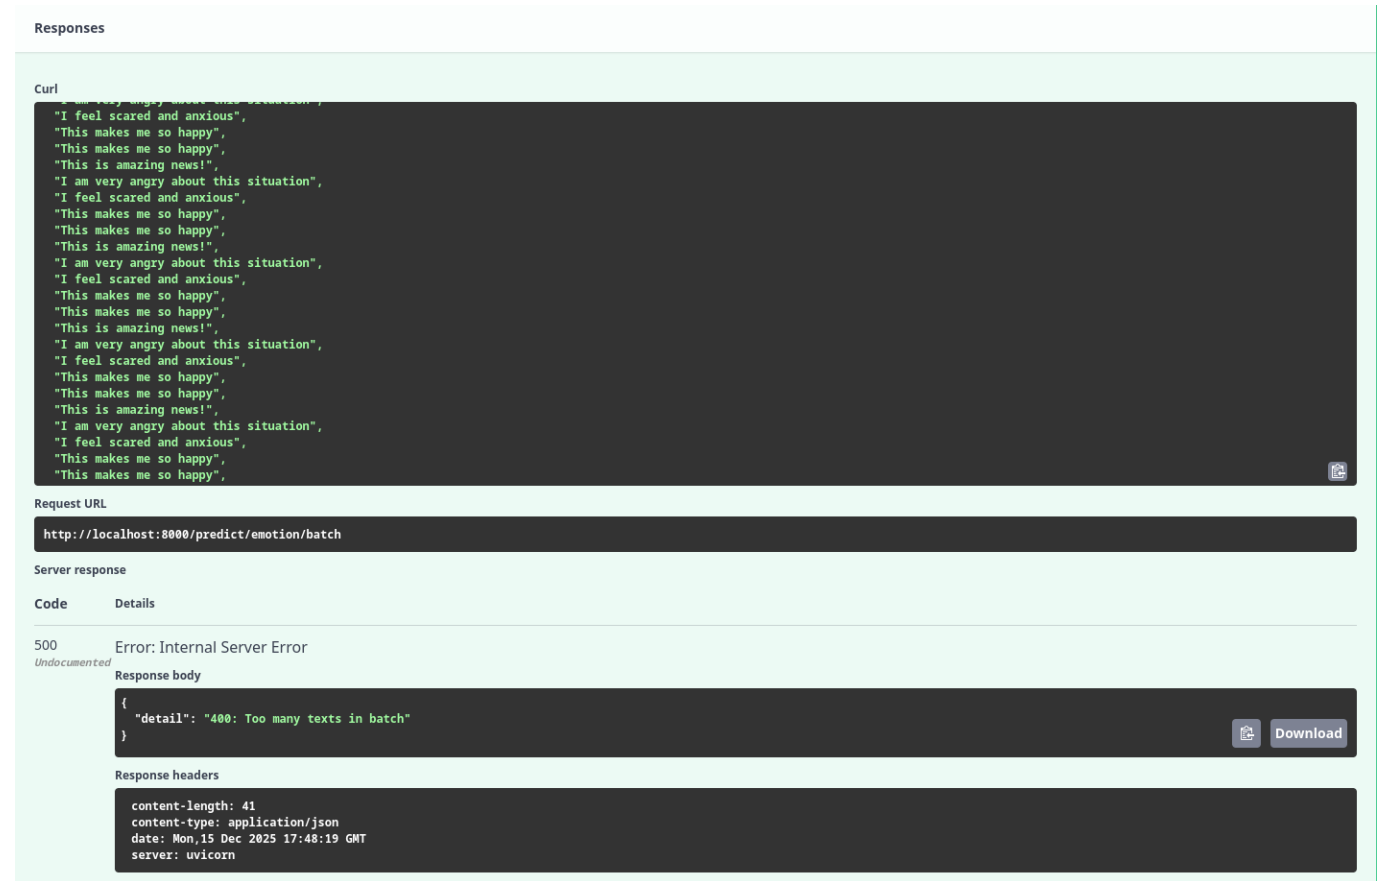 Responses
Curl
"I am very angry about this situation",
"I feel scared and anxious",
"This makes me so happy",
"This makes me so happy",
"This is amazing news!",
"I am very angry about this situation",
"I feel scared and anxious",
"This makes me so happy",
"This makes me so happy",
"This is amazing news!",
"I am very angry about this situation",
"I feel scared and anxious",
"This makes me so happy",
"This makes me so happy",
"This is amazing news!",
"I am very angry about this situation",
"I feel scared and anxious",
"This makes me so happy",
"This makes me so happy",
"This is amazing news!",
"I am very angry about this situation",
"I feel scared and anxious",
"This makes me so happy",
"This makes me so happy",
Request URL
http://localhost:8000/predict/emotion/batch
Server response
Code Details
500 Error: Internal Server Error
Undocumented
Response body
{
"detail": "400: Too many texts in batch"
}
Download
Response headers
content-length: 41
content-type: application/json
date: Mon,15 Dec 2025 17:48:19 GMT
server: uvicorn